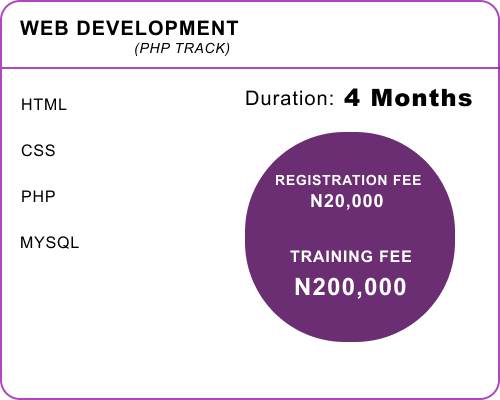 WEB DEVELOPMENT
(PHP TRACK)
HTML
CSS
PHP
MYSQL
Duration: 4 Months
REGISTRATION FEE
N20,000
TRAINING FEE
N200,000